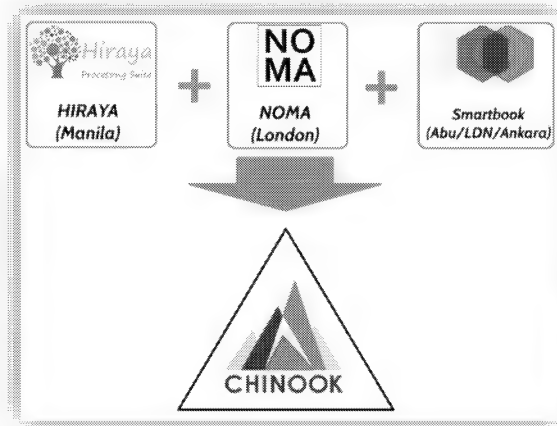 Hiraya
Processing Suite
HIRAYA
(Manila)
+
NO
MA
NOMA
(London)
+
Smartbook
(Abu/LDN/Ankara)
CHINOOK